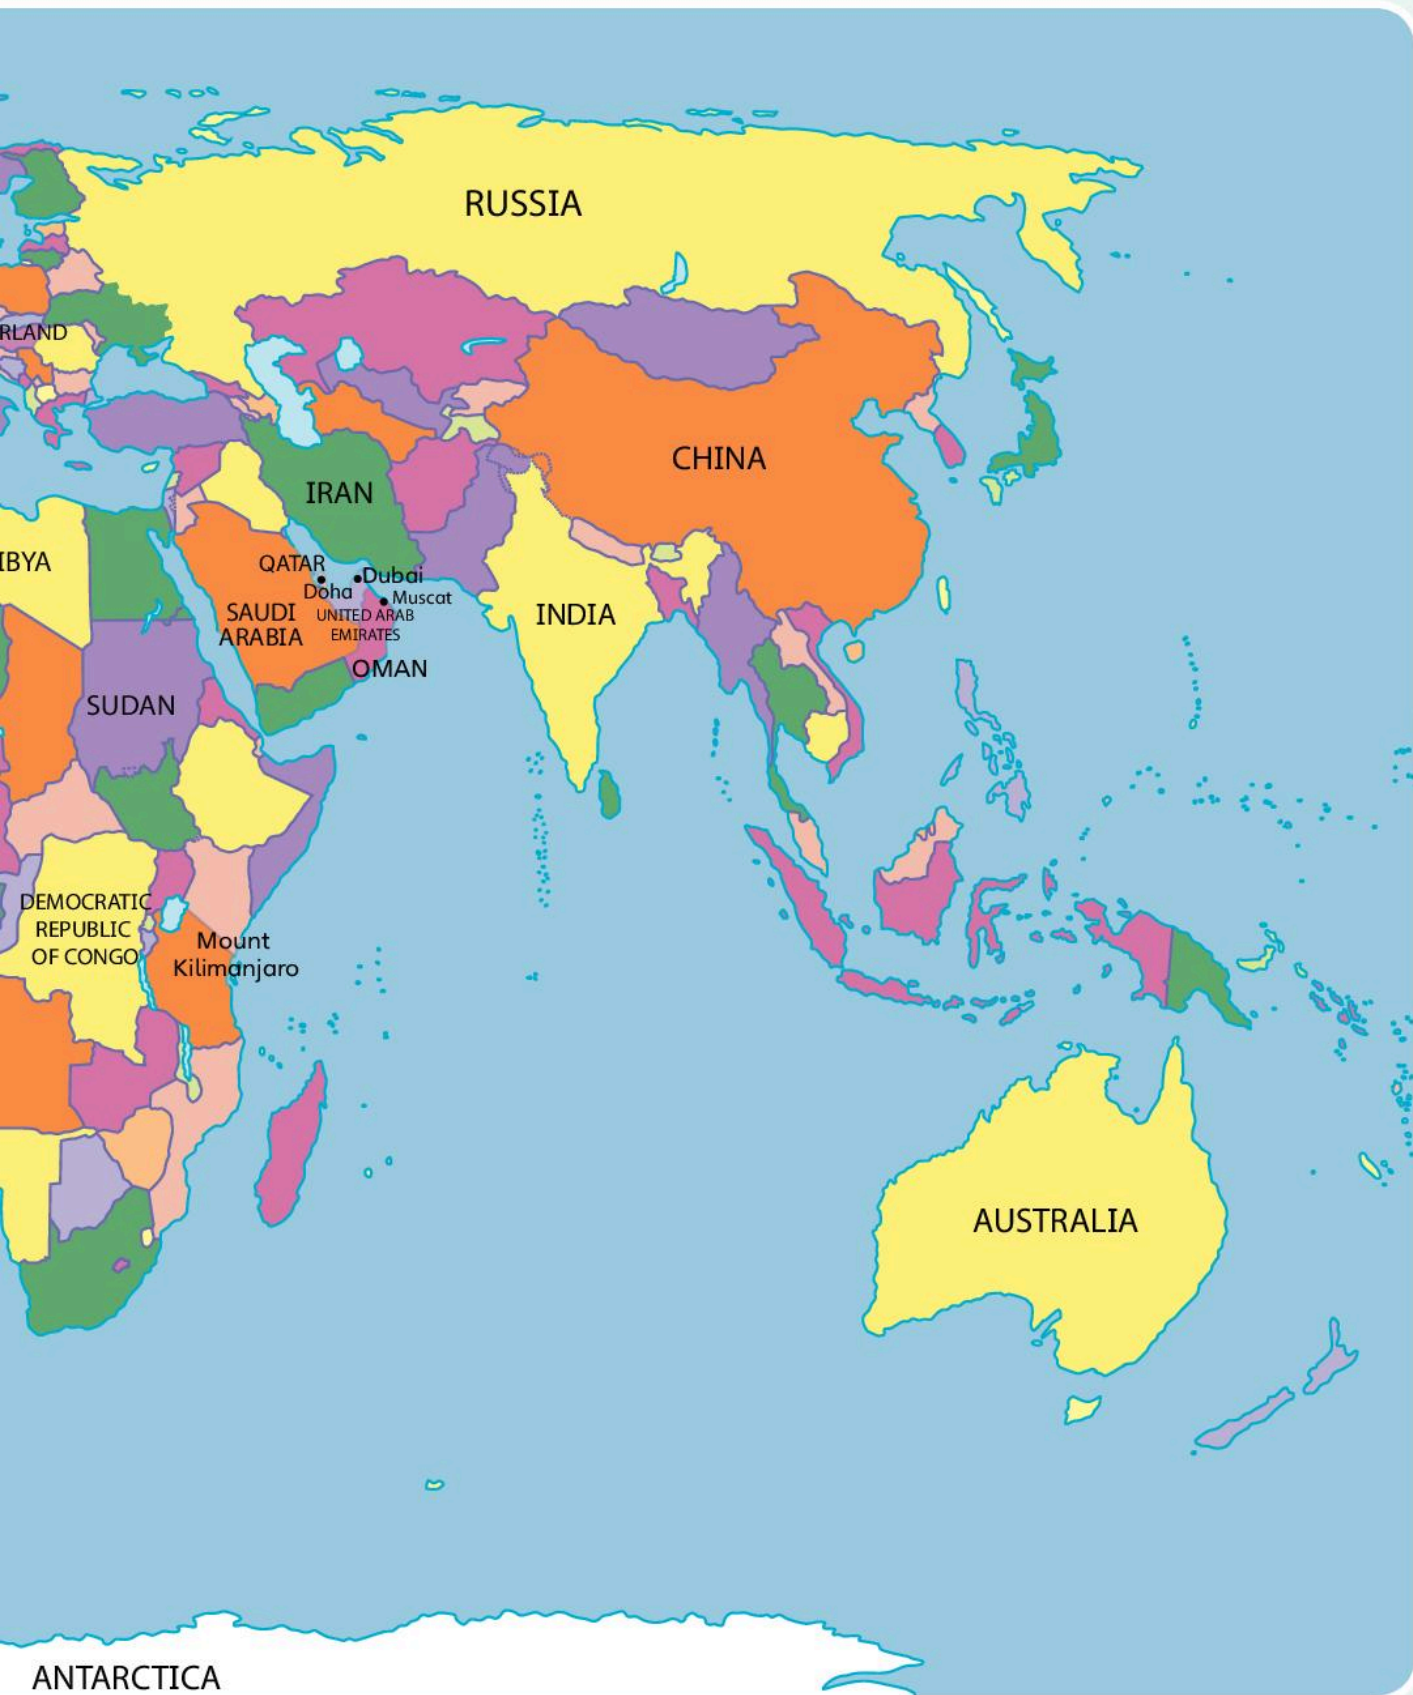 RUSSIA
RLAND
CHINA
IRAN
IBYA
QATAR
Dubai
Doha
Muscat
SAUDI
ARABIA
UNITED ARAB
EMIRATES
INDIA
OMAN
SUDAN
DEMOCRATIC
REPUBLIC
OF CONGO
Mount
Kilimanjaro
AUSTRALIA
ANTARCTICA